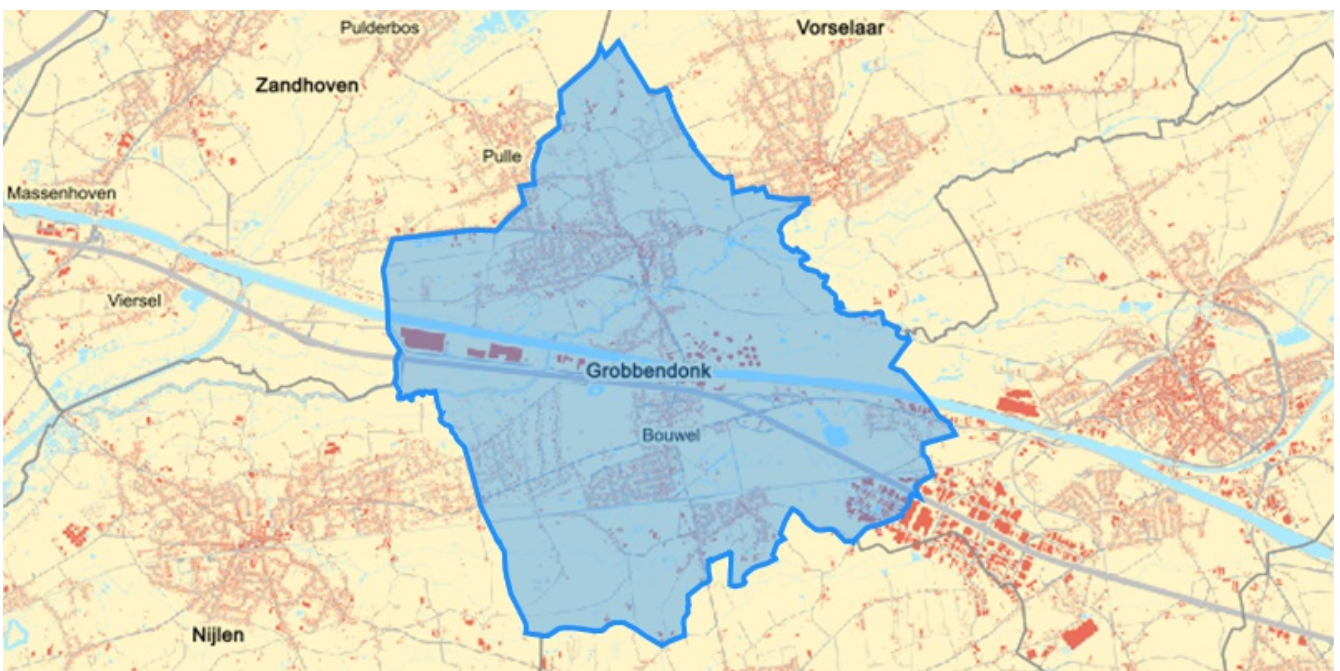 Pulderbos
Vorselaar
Zandhoven
Pulle
Massenhoven
Viersel
Grobbendonk
Bouwel
Nijlen